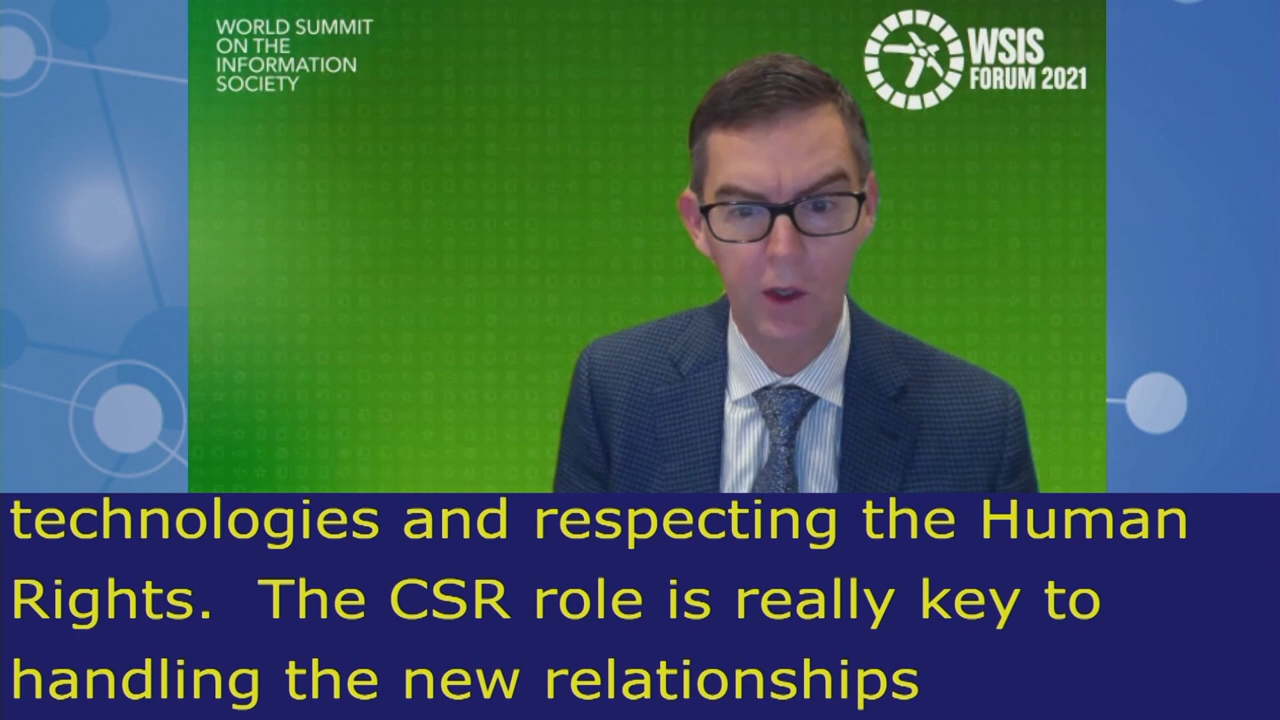 WORLD SUMMIT
ON THE
INFORMATION
SOCIETY
WSIS
FORUM 2021
technologies and respecting the Human
Rights.  The CSR role is really key to
handling the new relationships